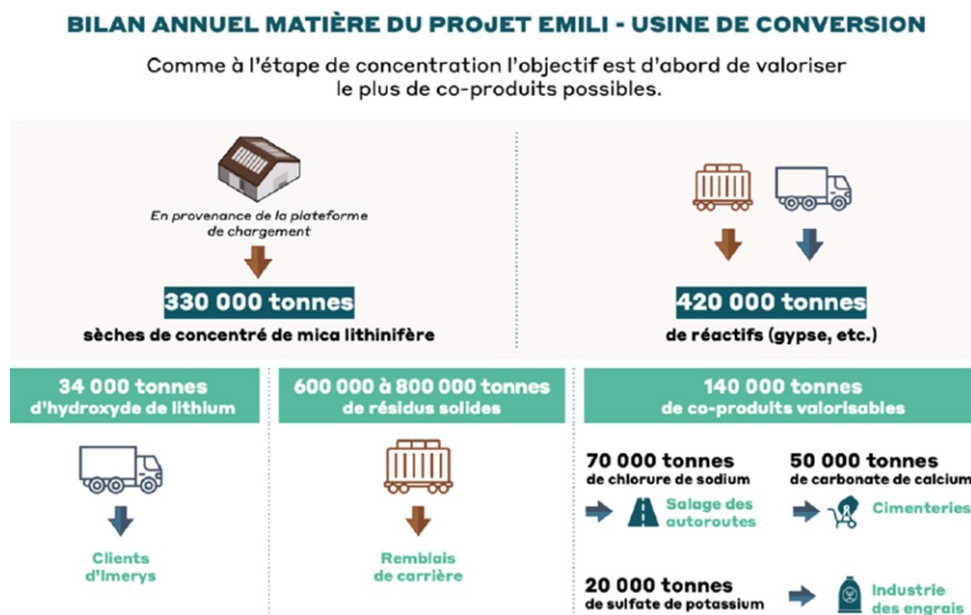 BILAN ANNUEL MATIÈRE DU PROJET EMILI - USINE DE CONVERSION
Comme à l'étape de concentration l'objectif est d'abord de valoriser
le plus de co-produits possibles.
En provenance de la plateforme
de chargement
330 000 tonnes
sèches de concentré de mica lithinifère
420 000 tonnes
de réactifs (gypse, etc.)
34 000 tonnes
d'hydroxyde de lithium
Clients
d'Imerys
600 000 à 800 000 tonnes
de résidus solides
Remblais
de carrière
140 000 tonnes
de co-produits valorisables
70 000 tonnes
de chlorure de sodium
Salage des
autoroutes
50 000 tonnes
de carbonate de calcium
Cimenteries
20 000 tonnes
de sulfate de potassium
Industrie
des engrais